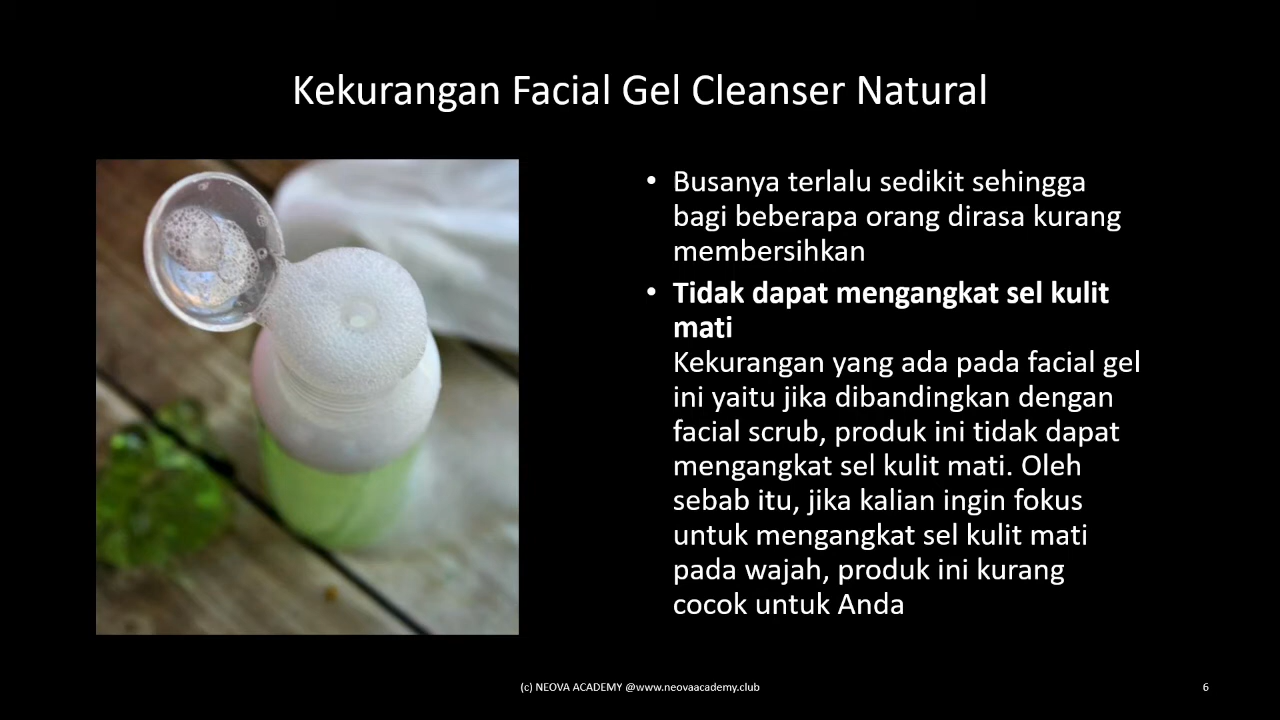 Kekurangan Facial Gel Cleanser Natural
• Busanya terlalu sedikit sehingga
bagi beberapa orang dirasa kurang
membersihkan
• Tidak dapat mengangkat sel kulit
mati
Kekurangan yang ada pada facial gel
ini yaitu jika dibandingkan dengan
facial scrub, produk ini tidak dapat
mengangkat sel kulit mati. Oleh
sebab itu, jika kalian ingin fokus
untuk mengangkat sel kulit mati
pada wajah, produk ini kurang
cocok untuk Anda
(c) NEOVA ACADEMY @www.neovaacademy.club
6